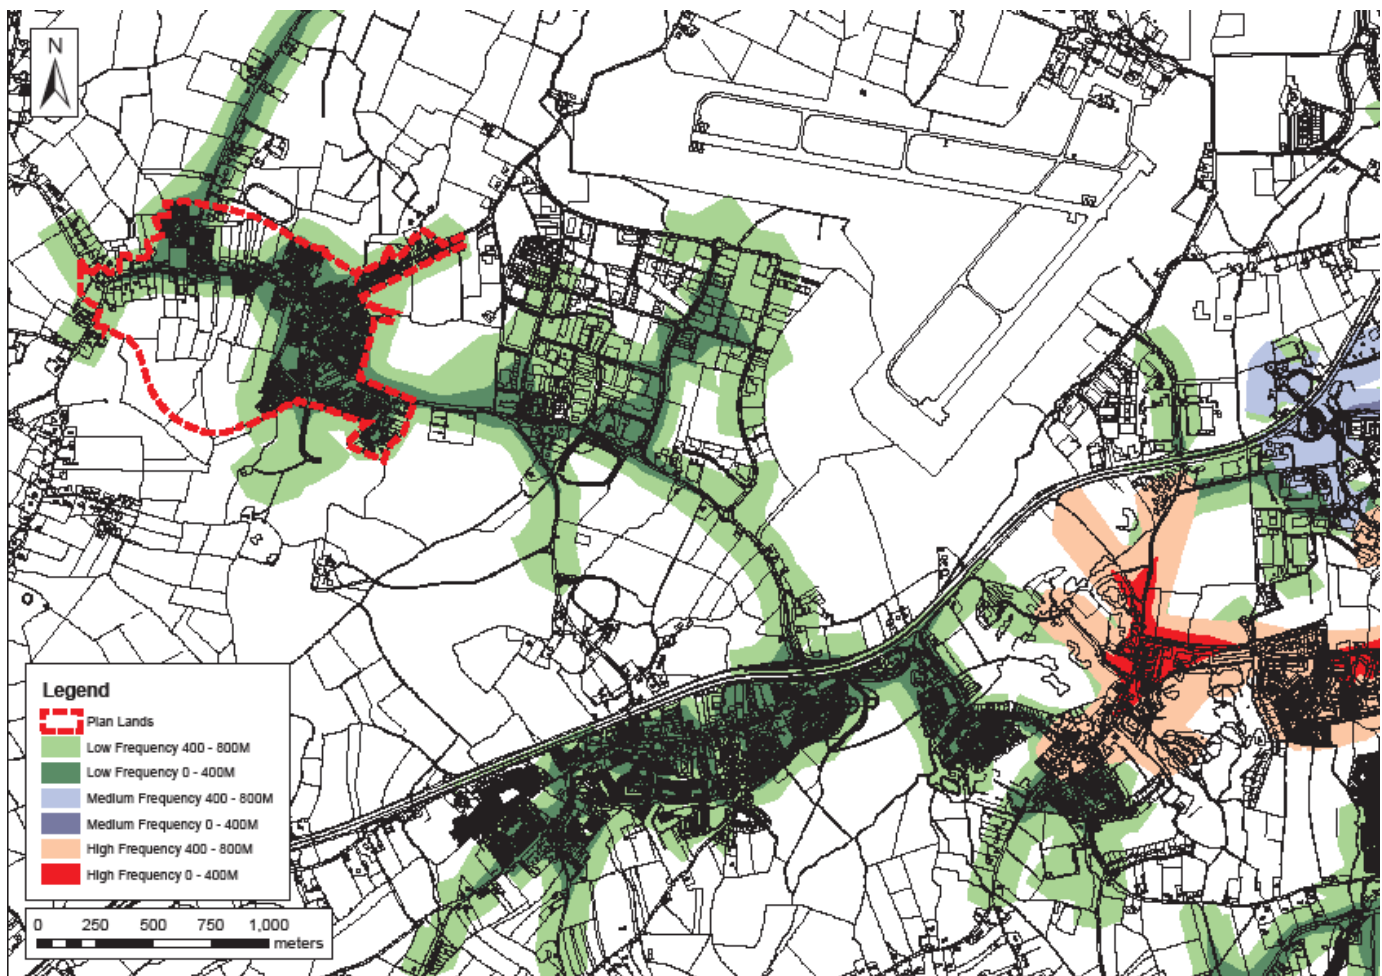 N
Legend
Plan Lands
Low Frequency 400 - 800M
Low Frequency 0 - 400M
Medium Frequency 400 - 800M
Medium Frequency 0 - 400M
High Frequency 400 - 800M
High Frequency 0 - 400M
0 250 500 750 1,000
meters